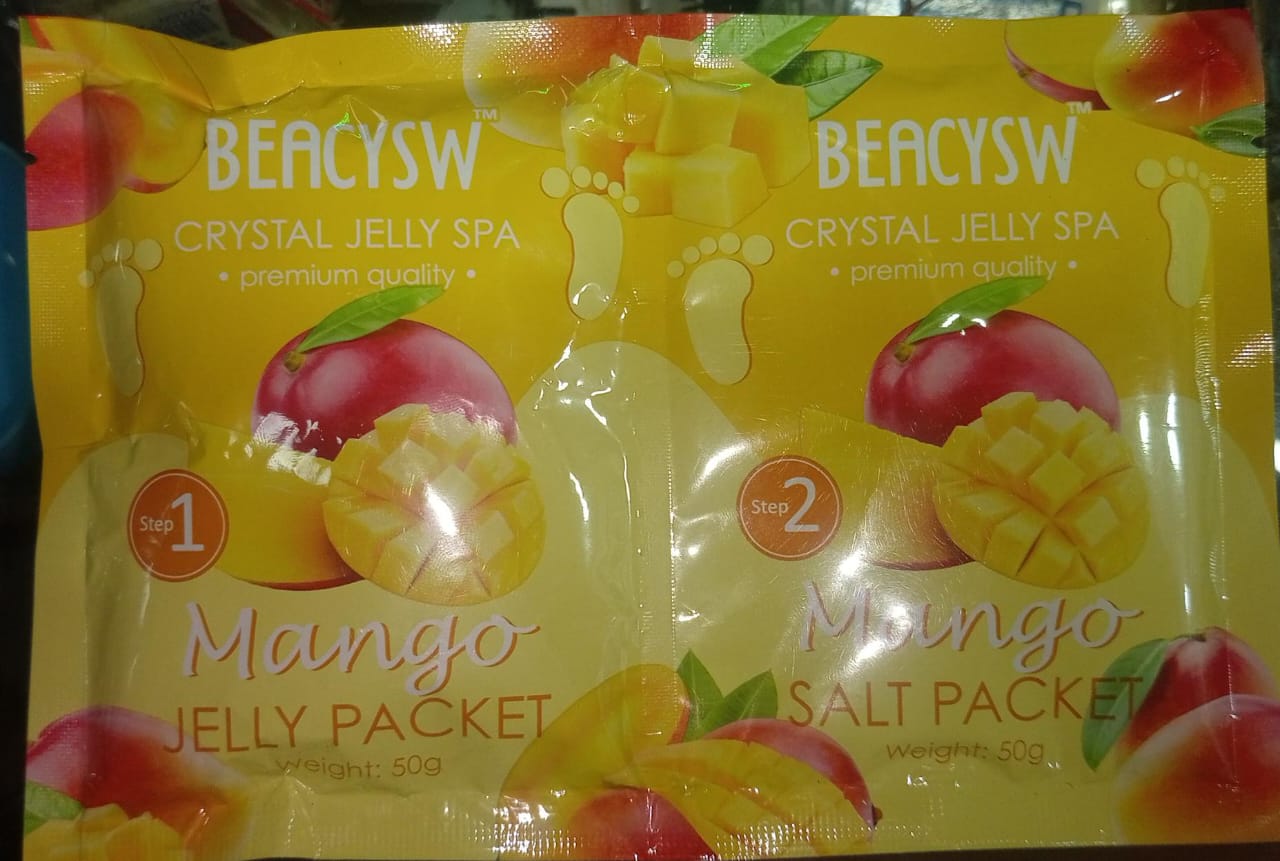 BEACYSW™
CRYSTAL JELLY SPA
• premium quality •
Step 1
Mango
JELLY PACKET
Weight: 50g
BEACYSW™
CRYSTAL JELLY SPA
• premium quality •
Step 2
Mango
SALT PACKET
Weight: 50g